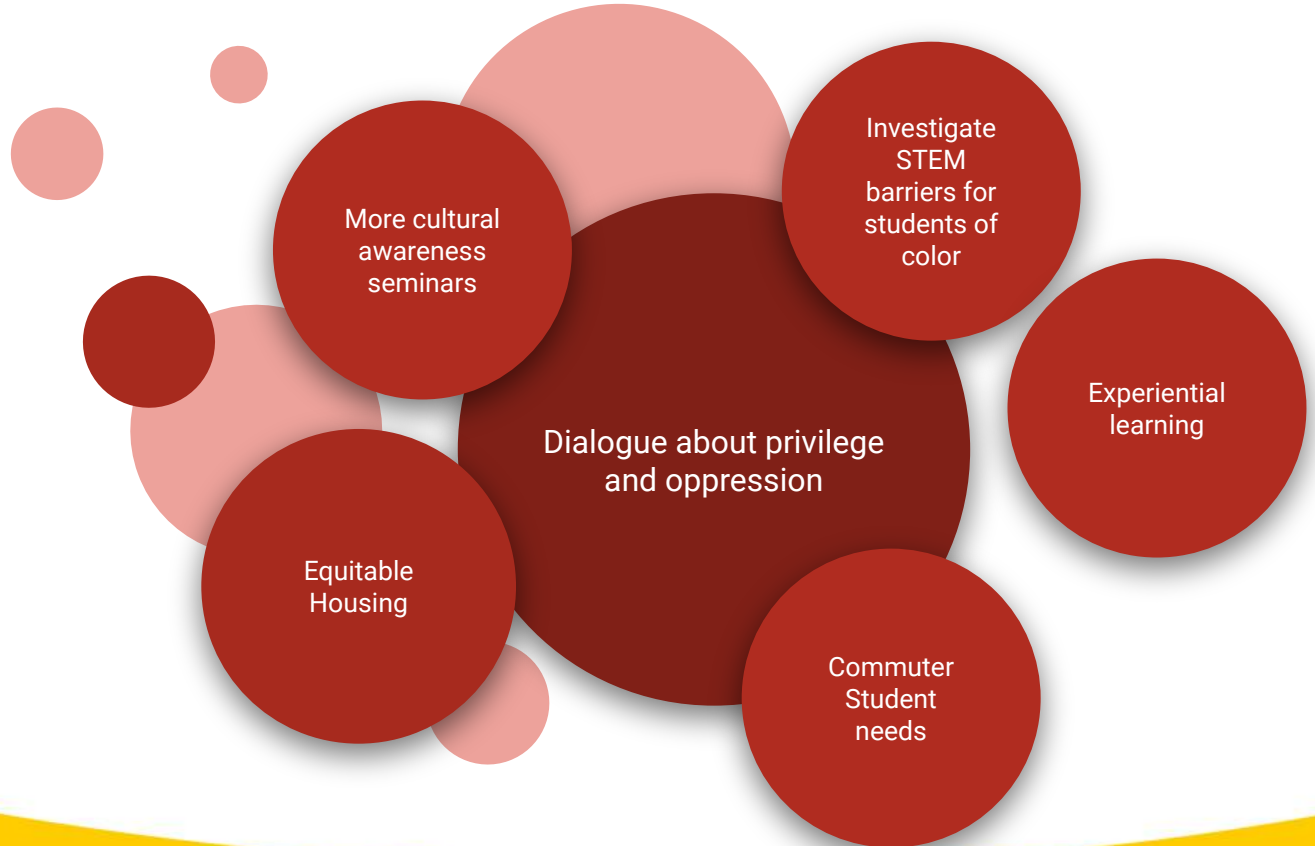 More cultural
awareness
seminars
Investigate
STEM
barriers for
students of
color
Experiential
learning
Dialogue about privilege
and oppression
Equitable
Housing
Commuter
Student
needs